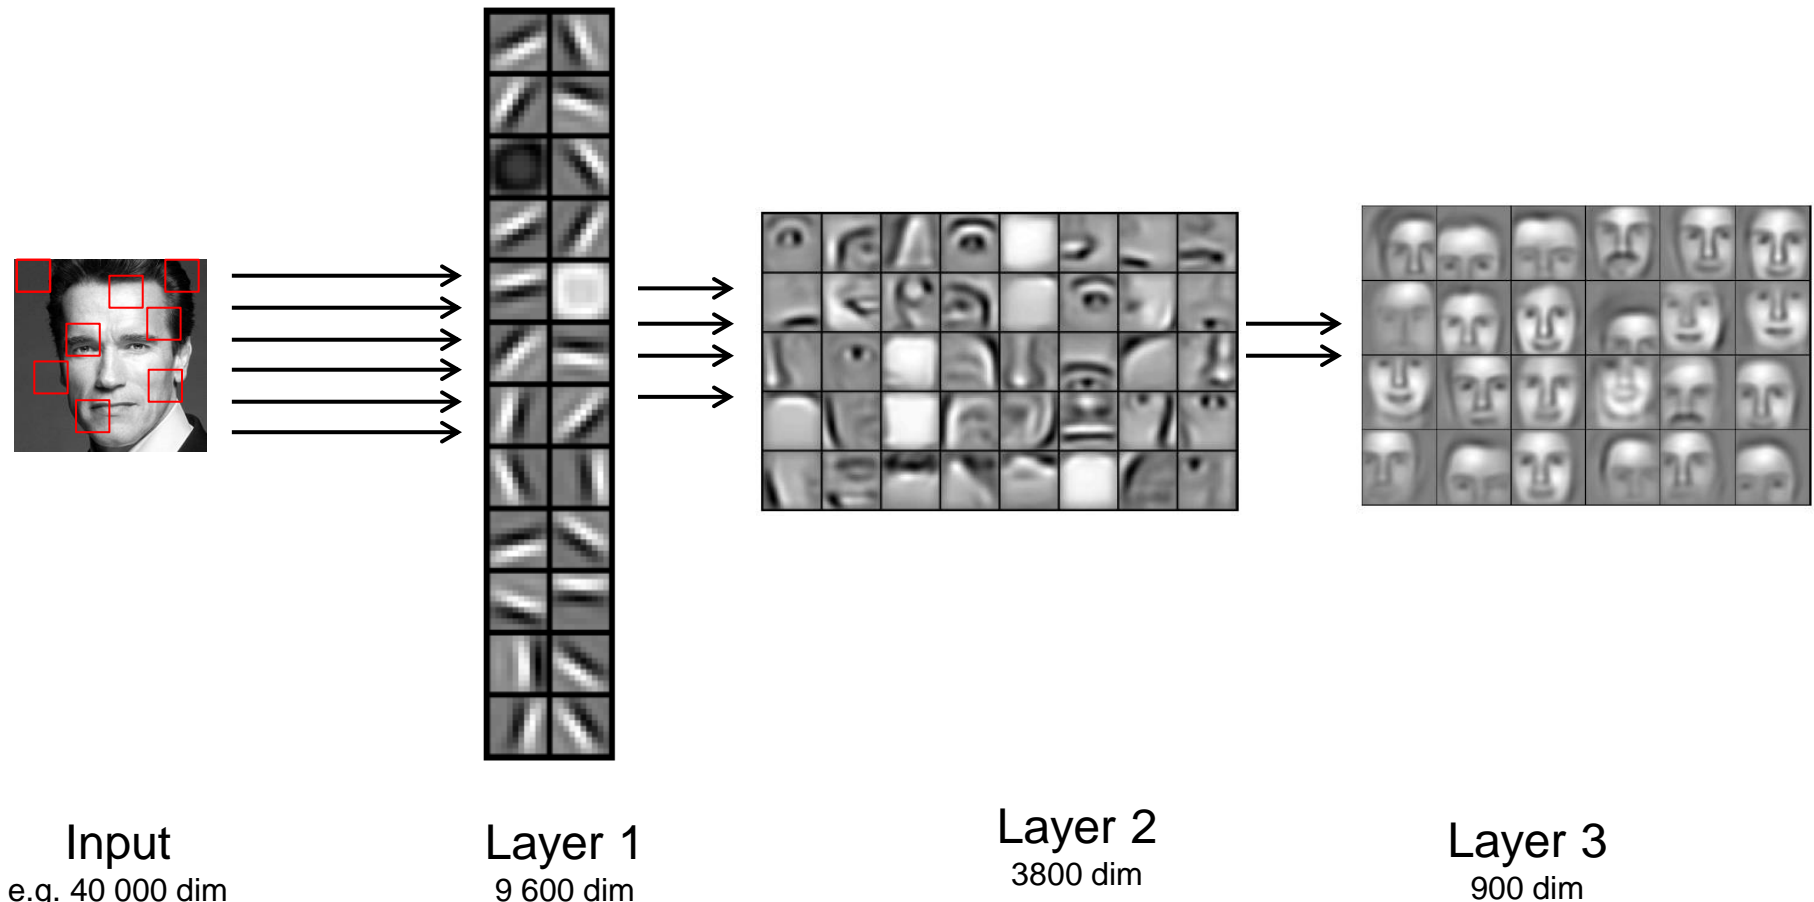 Input
e.g. 40 000 dim
Layer 1
9 600 dim
Layer 2
3800 dim
Layer 3
900 dim